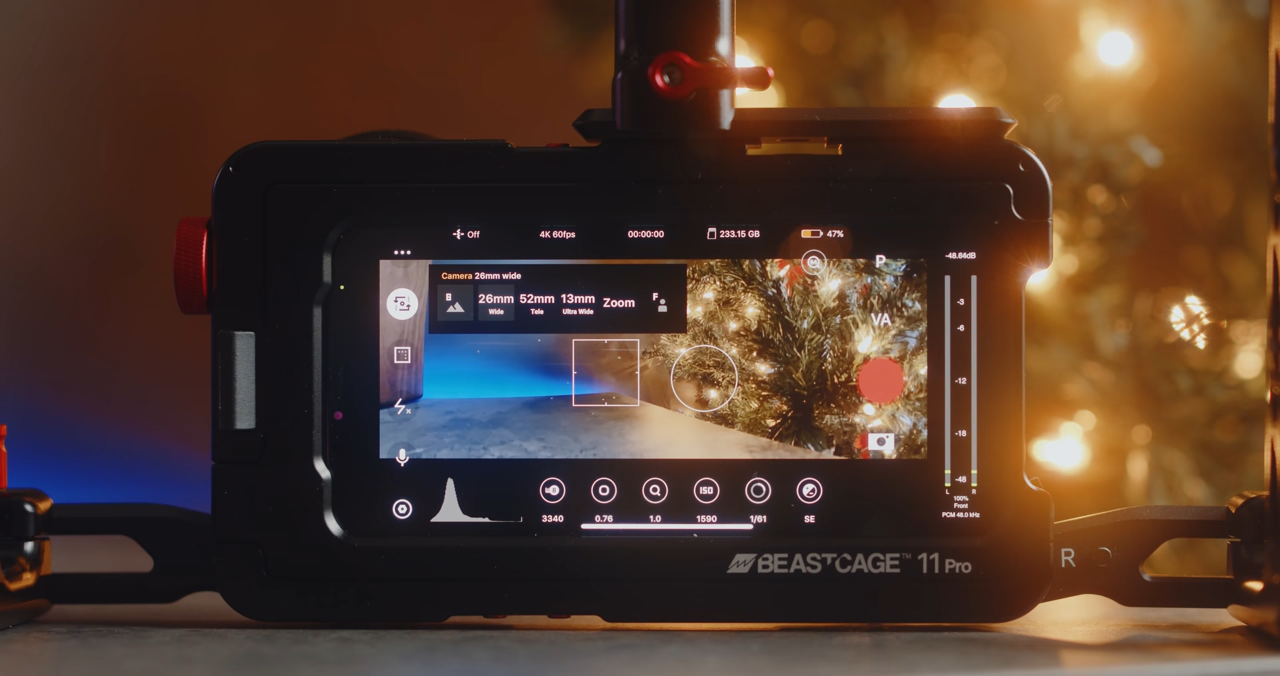 Off 4K 60fps 00:00:00 233.15 GB 47%
-48.64dB
P
Camera 26mm wide
B 26mm 52mm 13mm Zoom F
Wide Tele Ultra Wide
VA
-3
-6
-12
-18
-48
L R
100%
Front
PCM 48.0 kHz
ISO
3340 0.76 1.0 1590 1/61 SE
BEASTCAGE™ 11 Pro
R